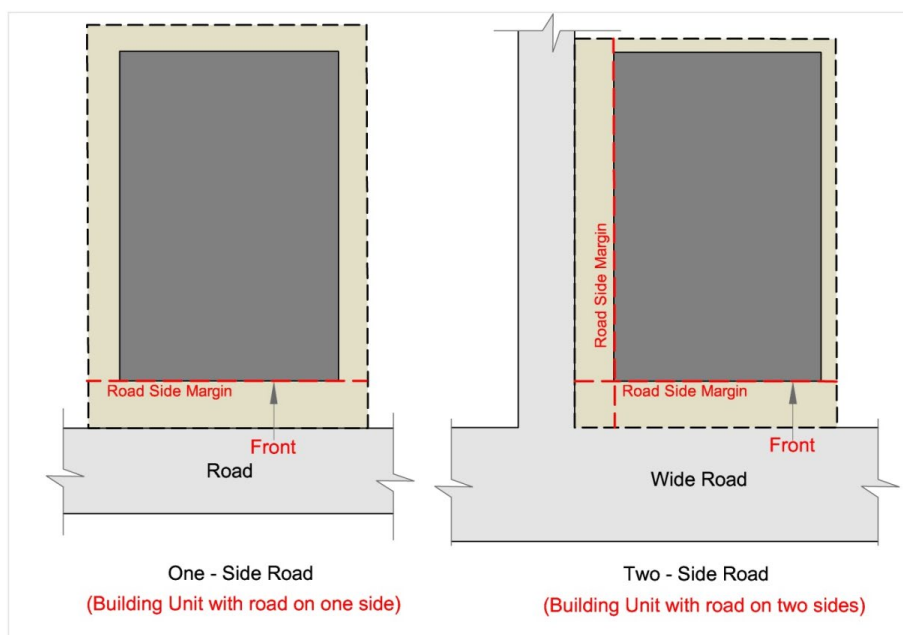 Road Side Margin
Front
Road
One - Side Road
(Building Unit with road on one side)
Road Side Margin
Road Side Margin
Front
Wide Road
Two - Side Road
(Building Unit with road on two sides)